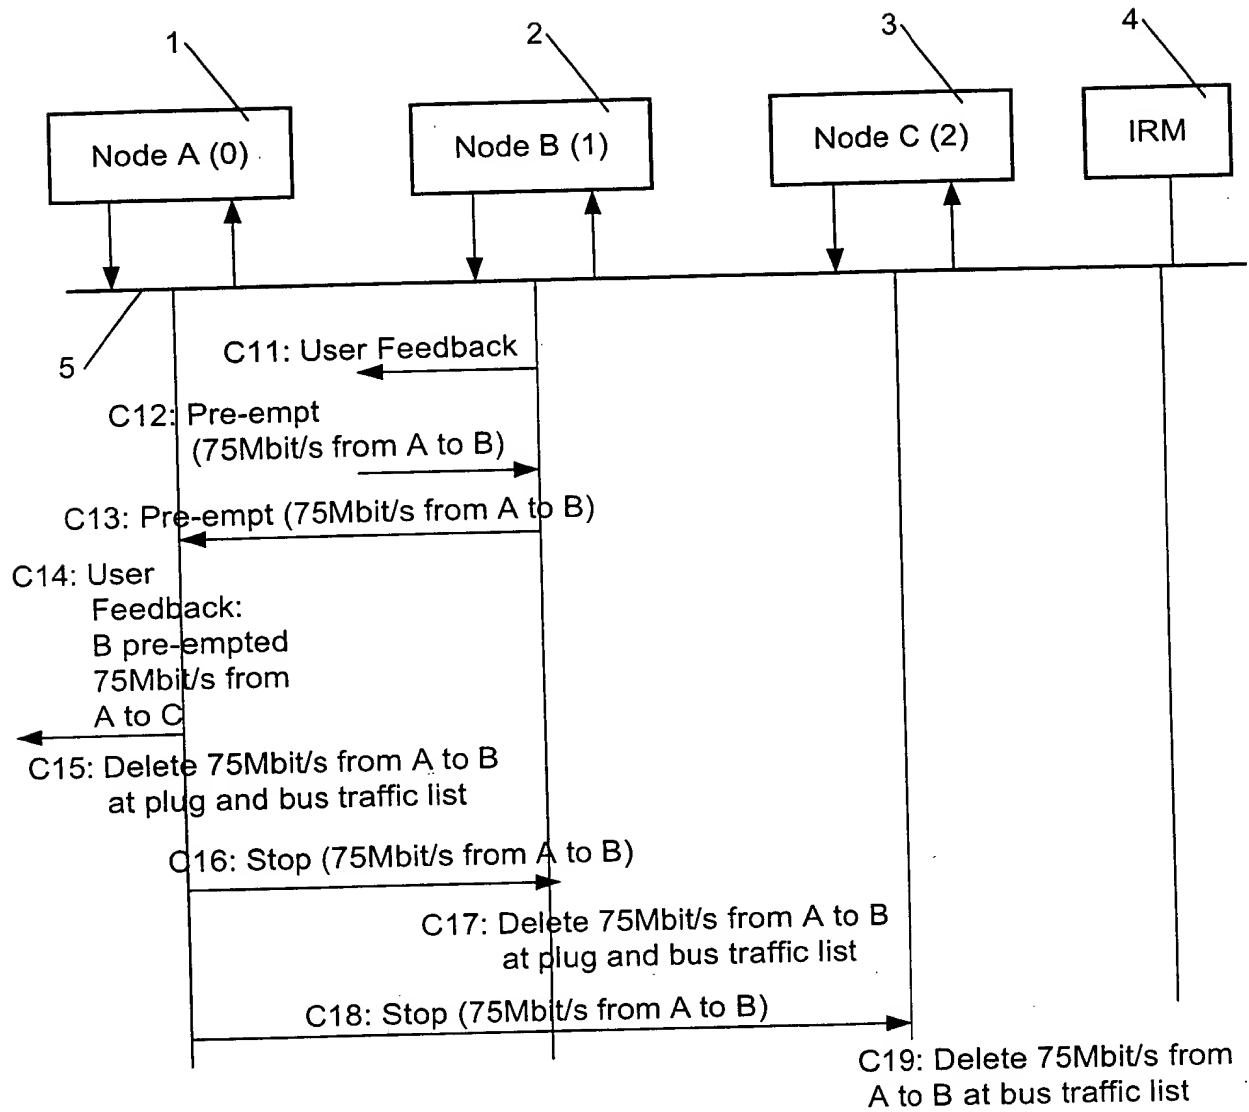 1
2
3
4
Node A (0)
Node B (1)
Node C (2)
IRM
5
C11: User Feedback
C12: Pre-empt
(75Mbit/s from A to B)
C13: Pre-empt (75Mbit/s from A to B)
C14: User
Feedback:
B pre-empted
75Mbit/s from
A to C
C15: Delete 75Mbit/s from A to B
at plug and bus traffic list
C16: Stop (75Mbit/s from A to B)
C17: Delete 75Mbit/s from A to B
at plug and bus traffic list
C18: Stop (75Mbit/s from A to B)
C19: Delete 75Mbit/s from
A to B at bus traffic list